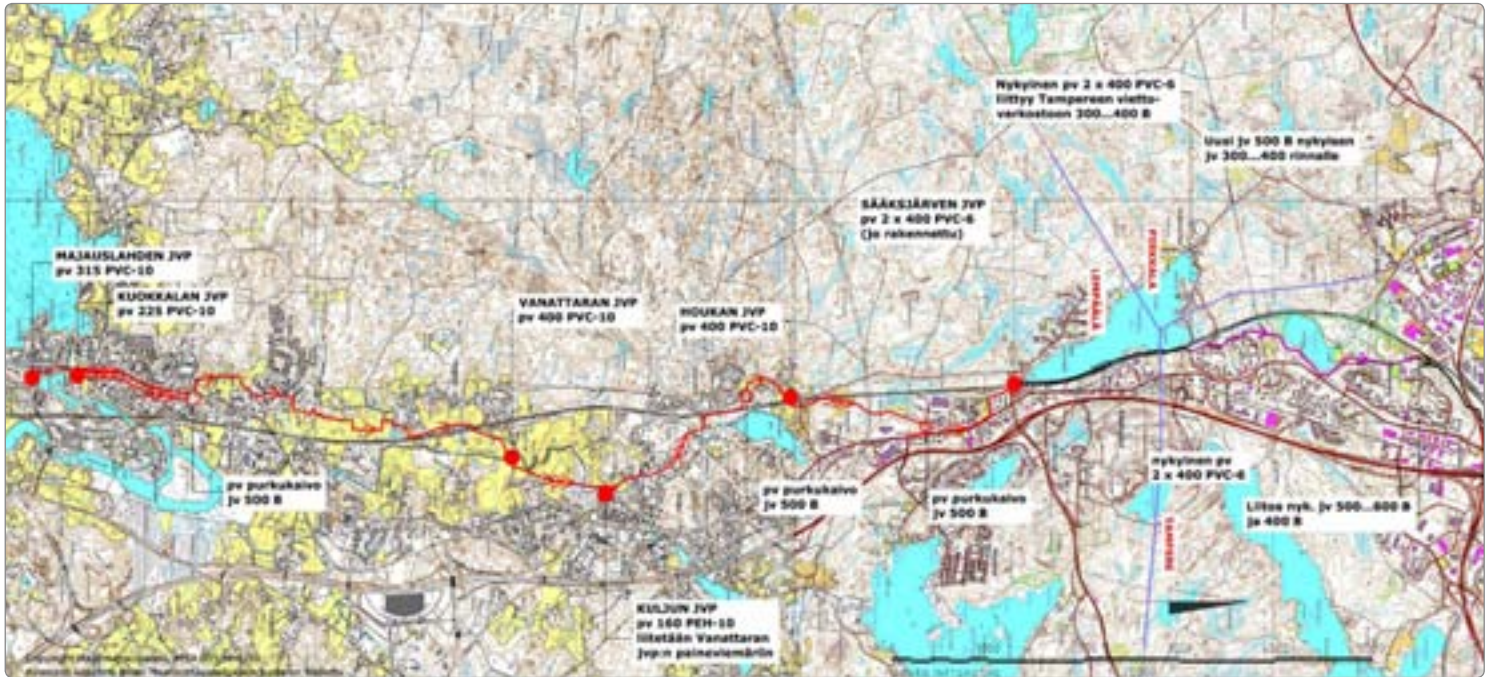 Nykyinen pv 2 x 400 PVC-6
liittyy Tampereen vietto-
verkostoon 300...400 B
Uusi jv 500 B nykyisen
jv 300...400 rinnalle
SÄÄKSJÄRVEN JVP
pv 2 x 400 PVC-6
(jo rakennettu)
PIRKKALA
LEMPÄÄLÄ
MAJAUSLAHDEN JVP
pv 315 PVC-10
KUOKKALAN JVP
pv 225 PVC-10
VANATTARAN JVP
pv 400 PVC-10
HOUKAN JVP
pv 400 PVC-10
pv purkukaivo
jv 500 B
pv purkukaivo
jv 500 B
pv purkukaivo
jv 500 B
nykyinen pv
2 x 400 PVC-6
Liitos nyk. jv 500...600 B
ja 400 B
TAMPERE
KULJUN JVP
pv 160 PEH-10
liitetään Vanattaran
jvp:n paineviemäriin